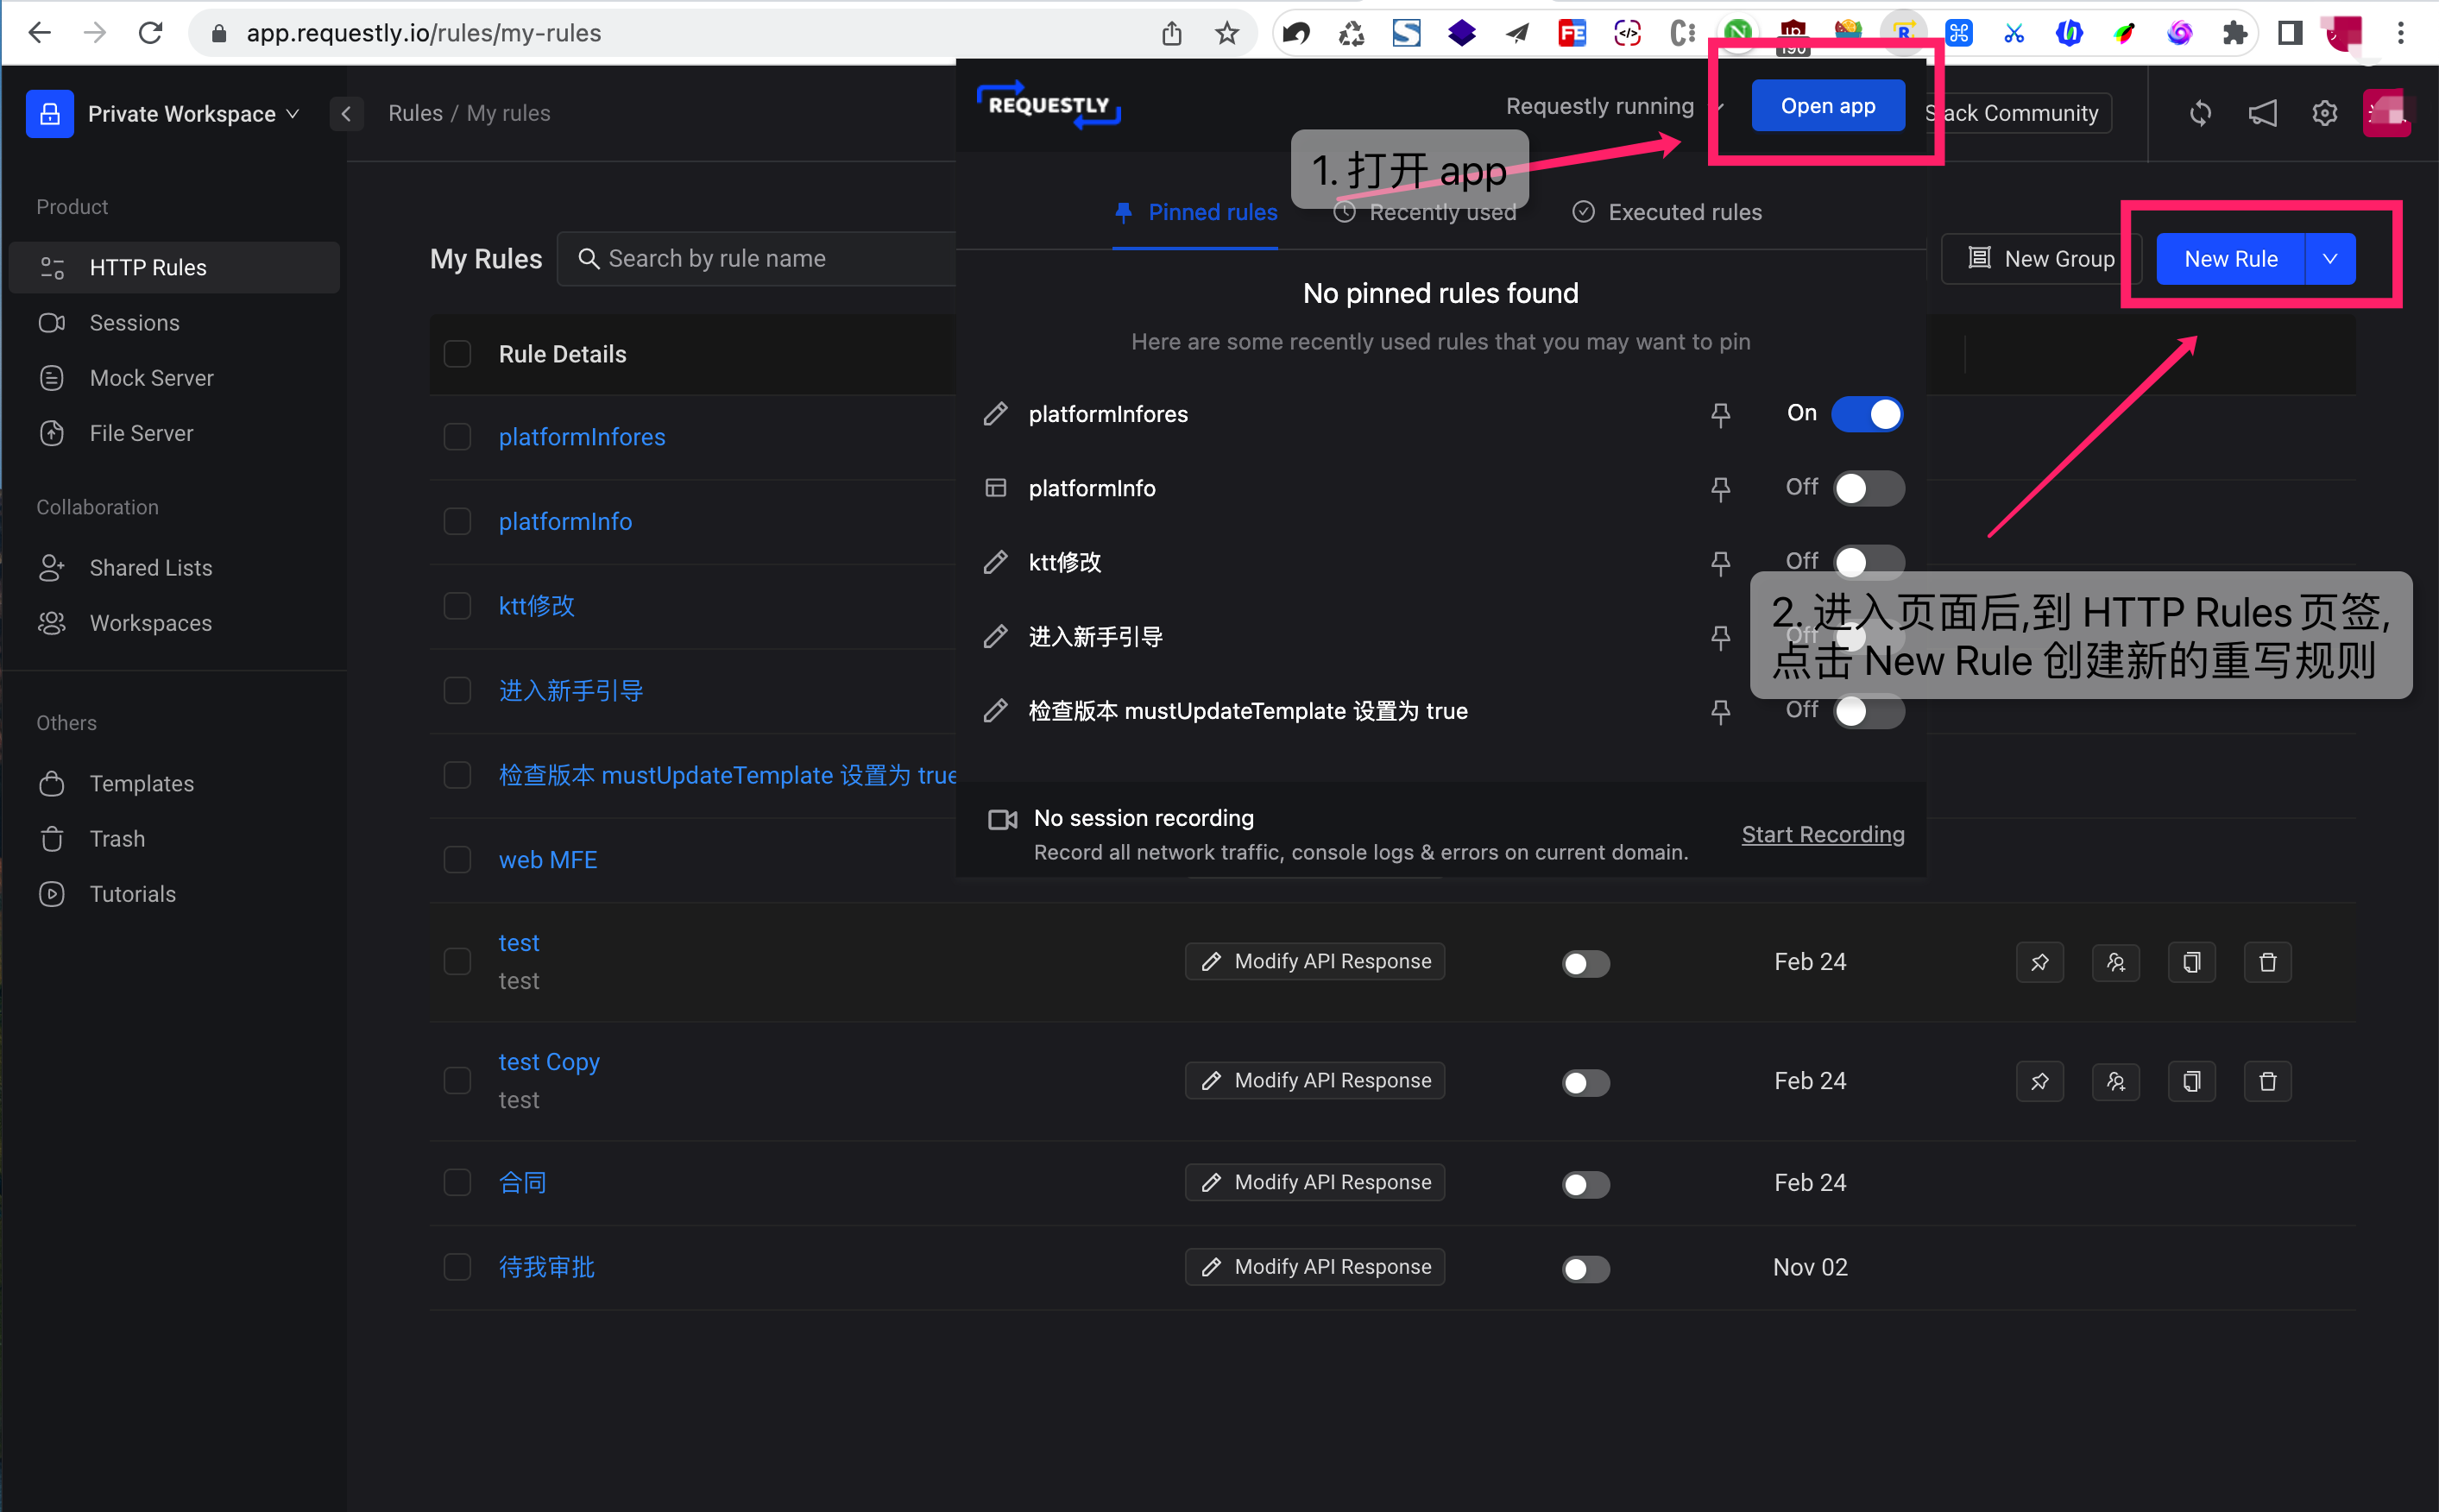 app.requestly.io/rules/my-rules
190
Private Workspace
Rules / My rules
REQUESTLY
Requestly running
Open app
Slack Community
1. 打开 app
Product
HTTP Rules
Sessions
Mock Server
File Server
Collaboration
Shared Lists
Workspaces
Others
Templates
Trash
Tutorials
Pinned rules
Recently used
Executed rules
My Rules
Search by rule name
New Group
New Rule
No pinned rules found
Here are some recently used rules that you may want to pin
platformInfores
On
platformInfo
Off
ktt修改
Off
进入新手引导
Off
检查版本 mustUpdateTemplate 设置为 true
Off
2. 进入页面后,到 HTTP Rules 页签,
点击 New Rule 创建新的重写规则
No session recording
Record all network traffic, console logs & errors on current domain.
Start Recording
Rule Details
platformInfores
platformInfo
ktt修改
进入新手引导
检查版本 mustUpdateTemplate 设置为 true
web MFE
test
test
Modify API Response
Feb 24
test Copy
test
Modify API Response
Feb 24
合同
Modify API Response
Feb 24
待我审批
Modify API Response
Nov 02